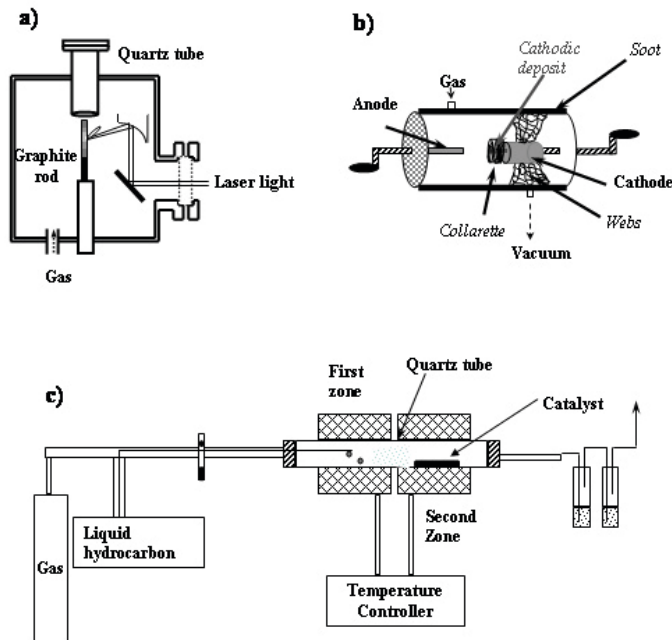 a)
Quartz tube
Graphite
rod
Laser light
Gas
b)
Cathodic
deposit
Soot
Gas
Anode
Cathode
Collarette
Webs
Vacuum
c)
First
zone
Quartz tube
Catalyst
Liquid
hydrocarbon
Gas
Second
Zone
Temperature
Controller